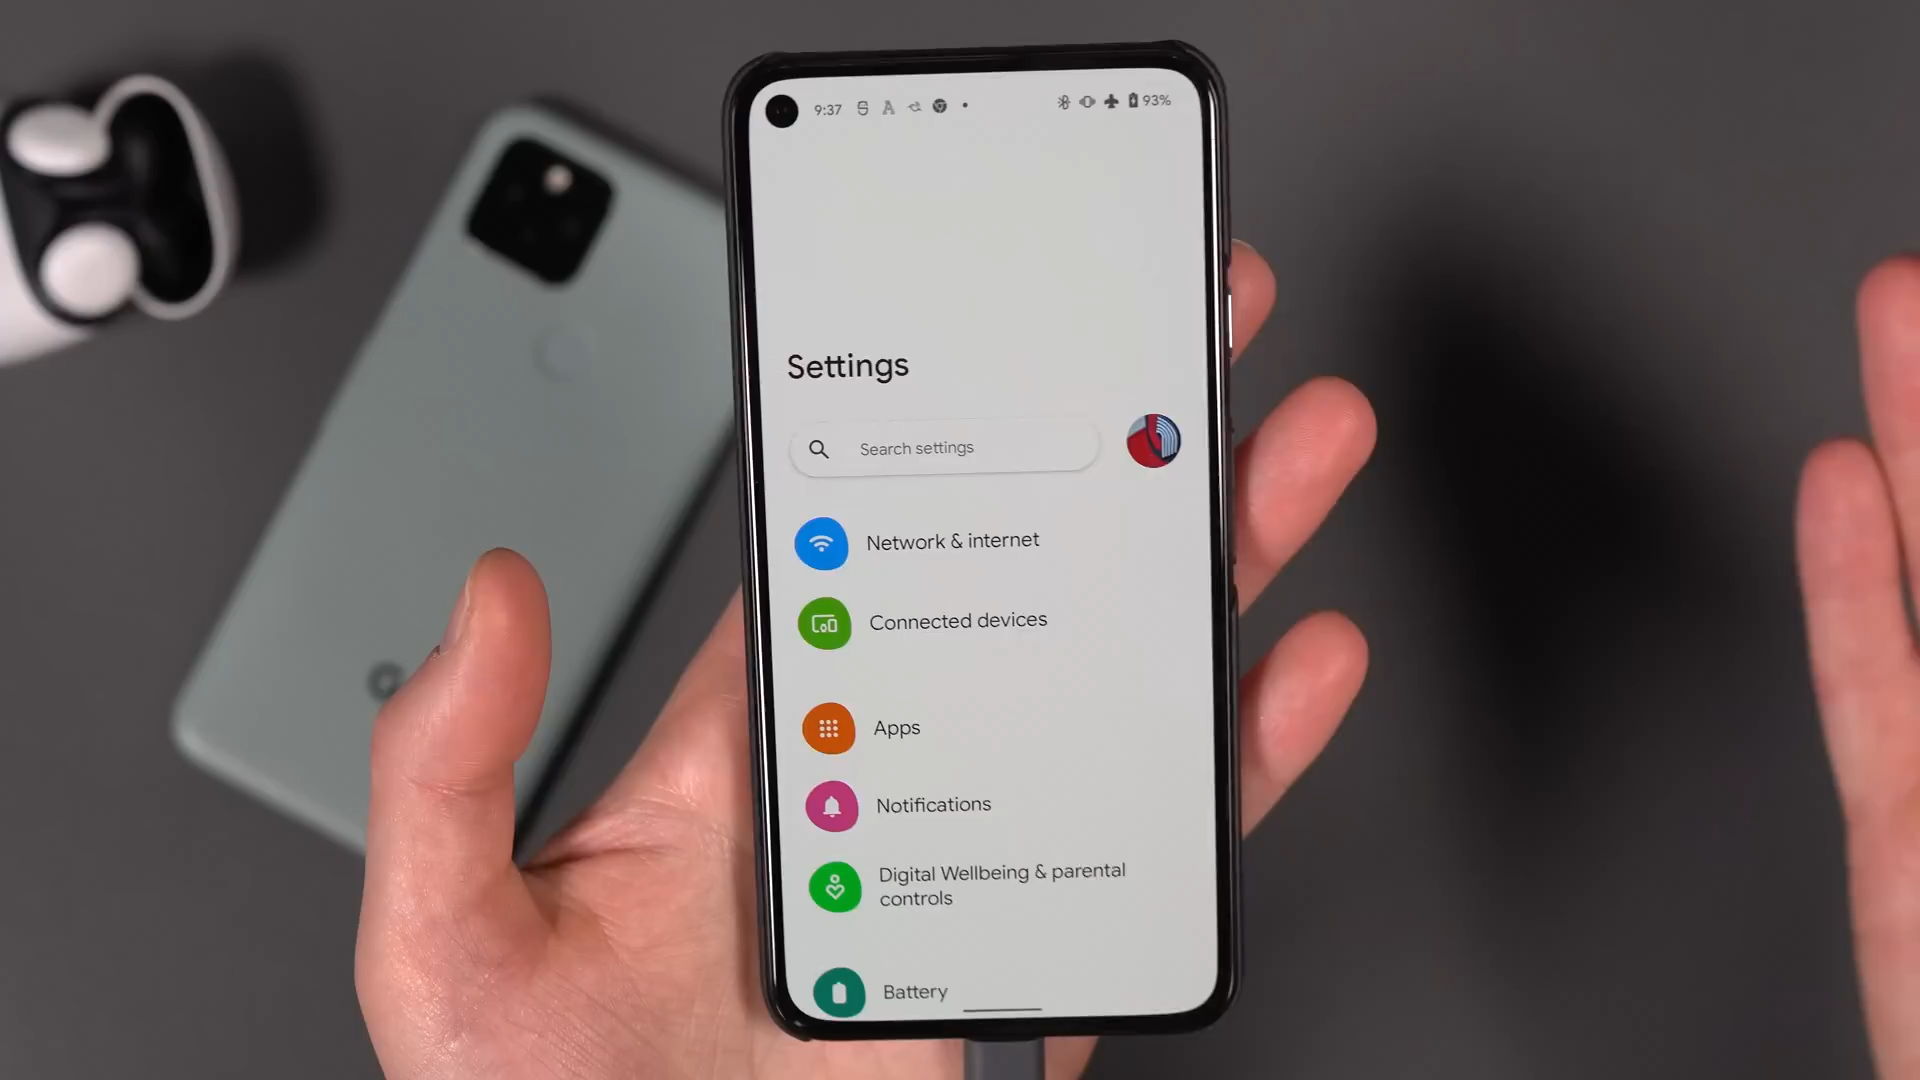 9:37 93%
Settings
Search settings
Network & internet
Connected devices
Apps
Notifications
Digital Wellbeing & parental
controls
Battery